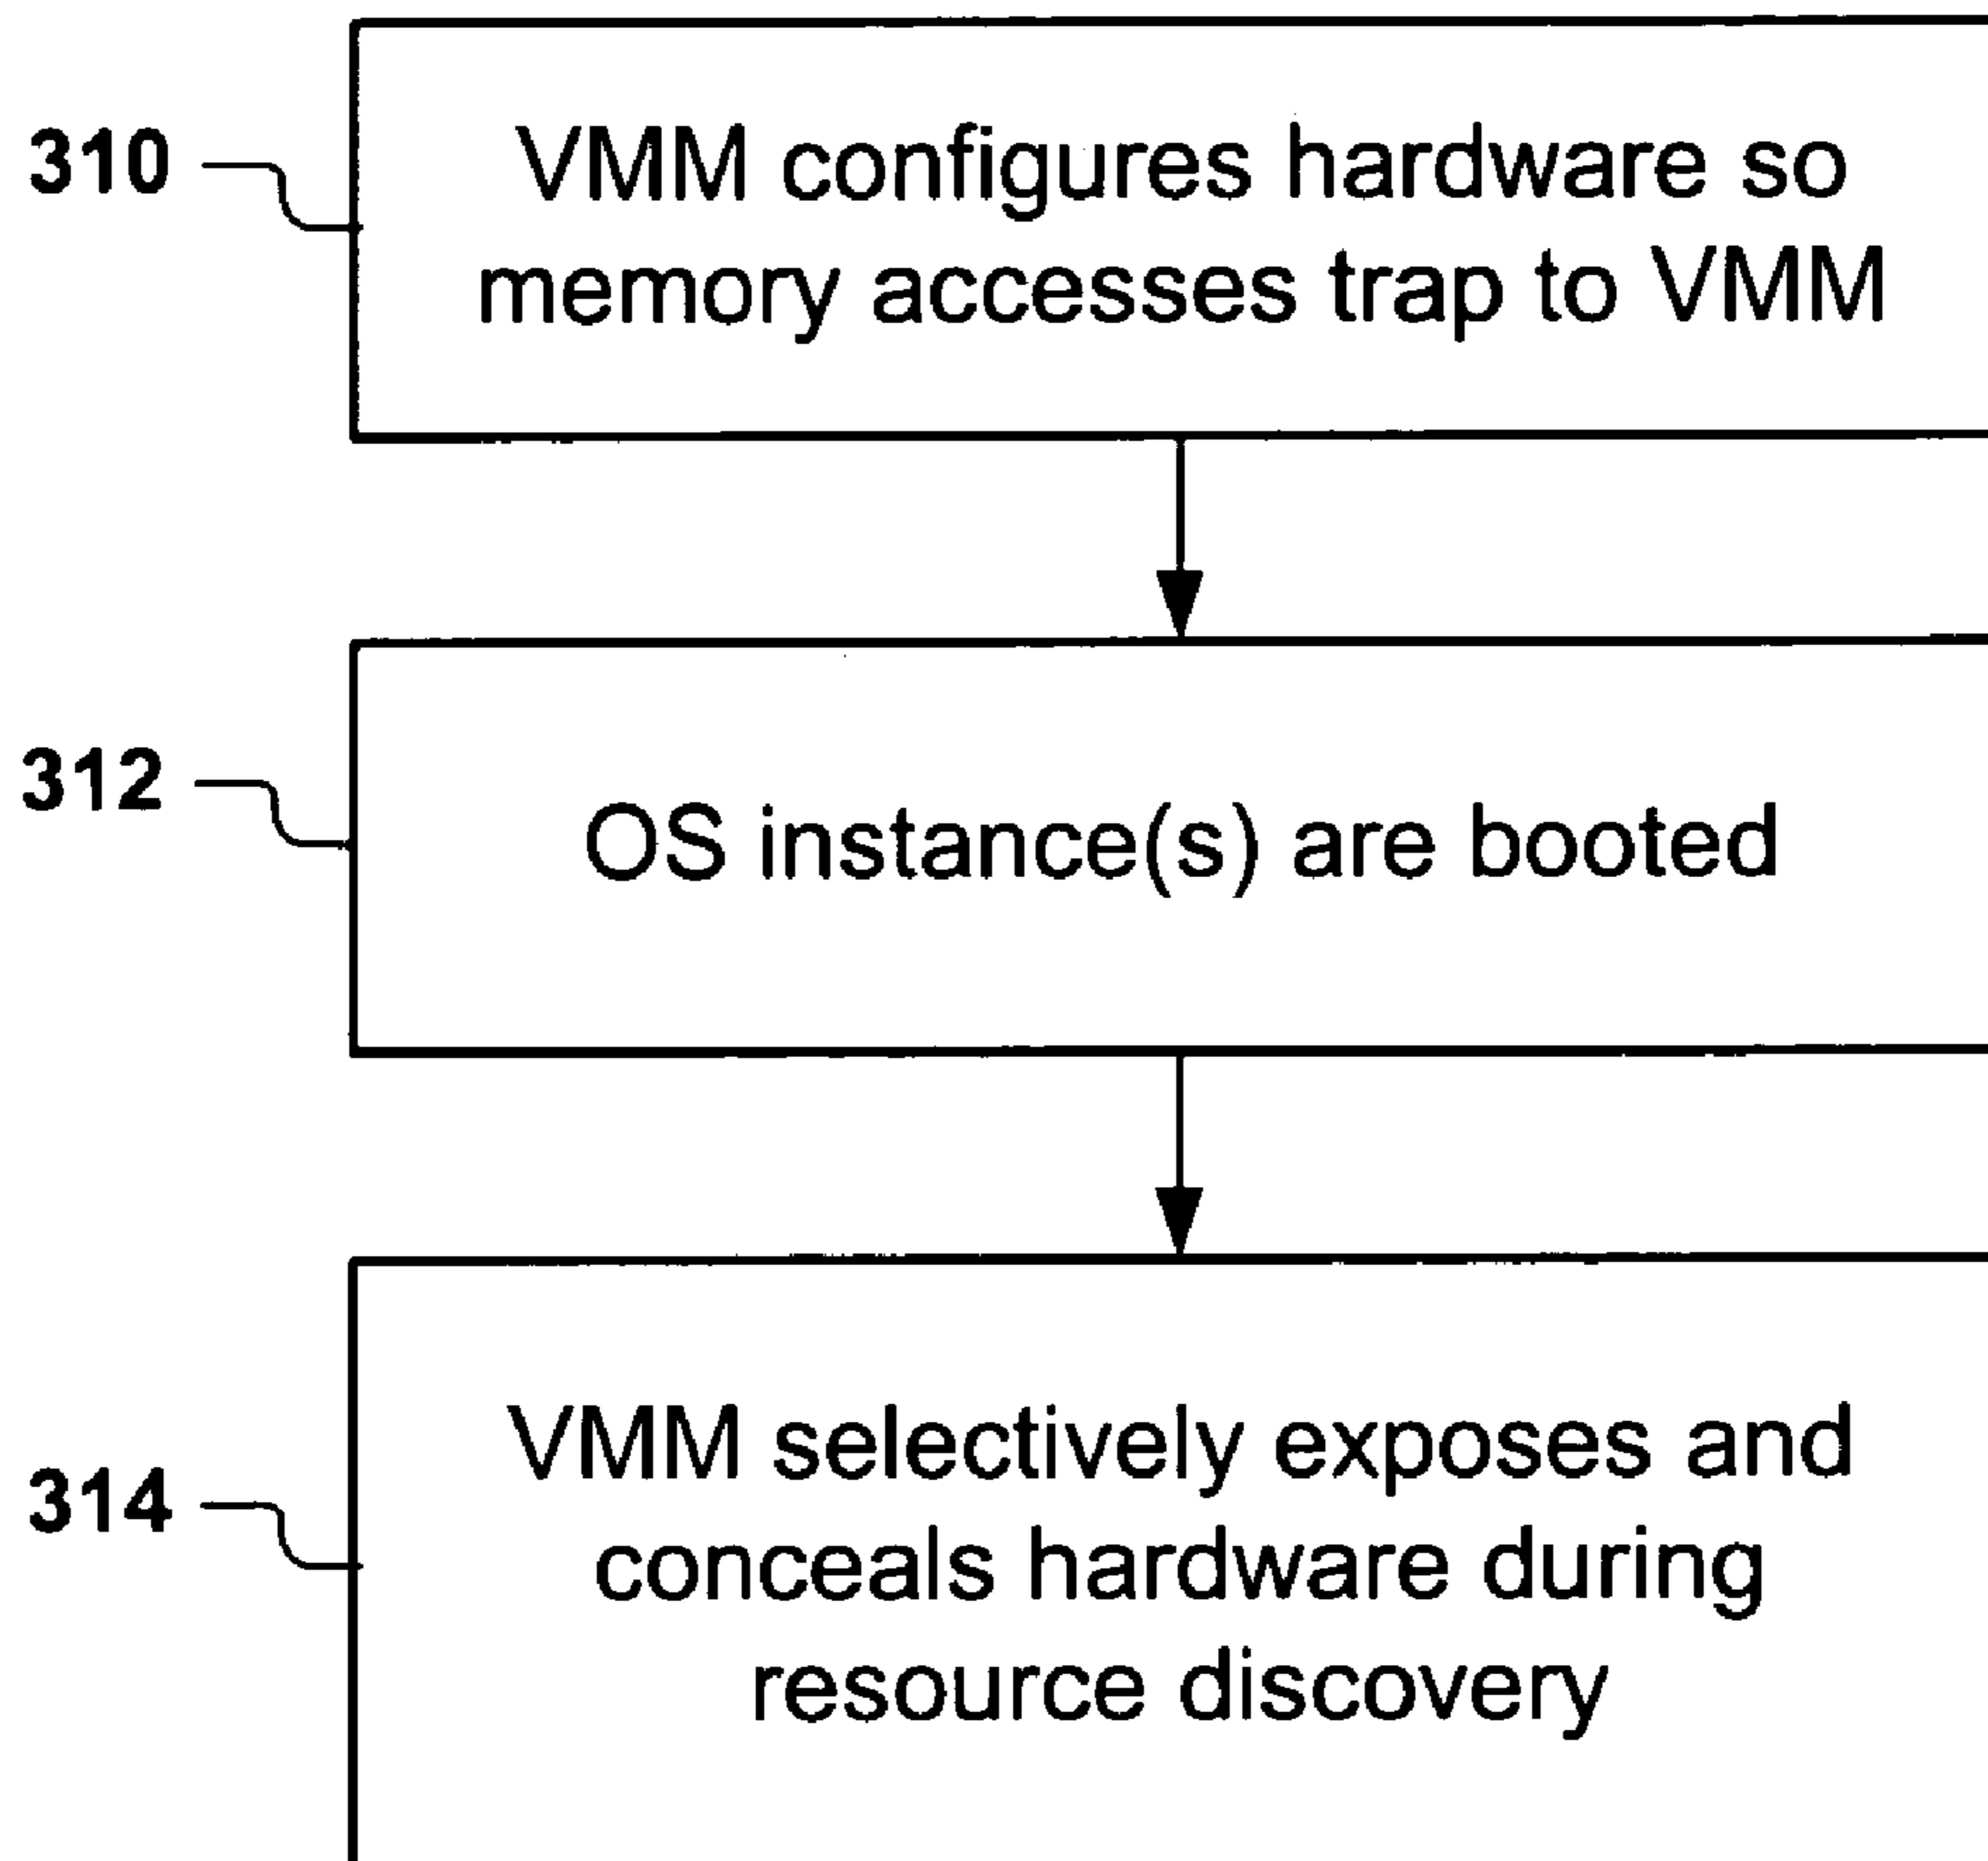 310
VMM configures hardware so
memory accesses trap to VMM
312
OS instance(s) are booted
314
VMM selectively exposes and
conceals hardware during
resource discovery